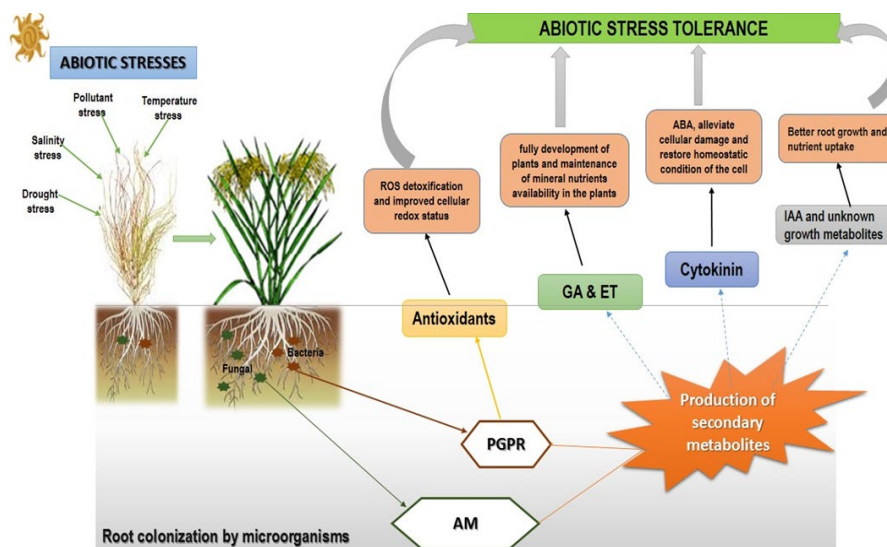 ABIOTIC STRESS TOLERANCE
ABIOTIC STRESSES
Pollutant
stress
Temperature
stress
Salinity
stress
Drought
stress
ROS detoxification
and improved cellular
redox status
fully development of
plants and maintenance
of mineral nutrients
availability in the plants
ABA, alleviate
cellular damage and
restore homeostatic
condition of the cell
Better root growth and
nutrient uptake
IAA and unknown
growth metabolites
Cytokinin
GA & ET
Antioxidants
Bacteria
Fungal
Production of
secondary
metabolites
PGPR
AM
Root colonization by microorganisms